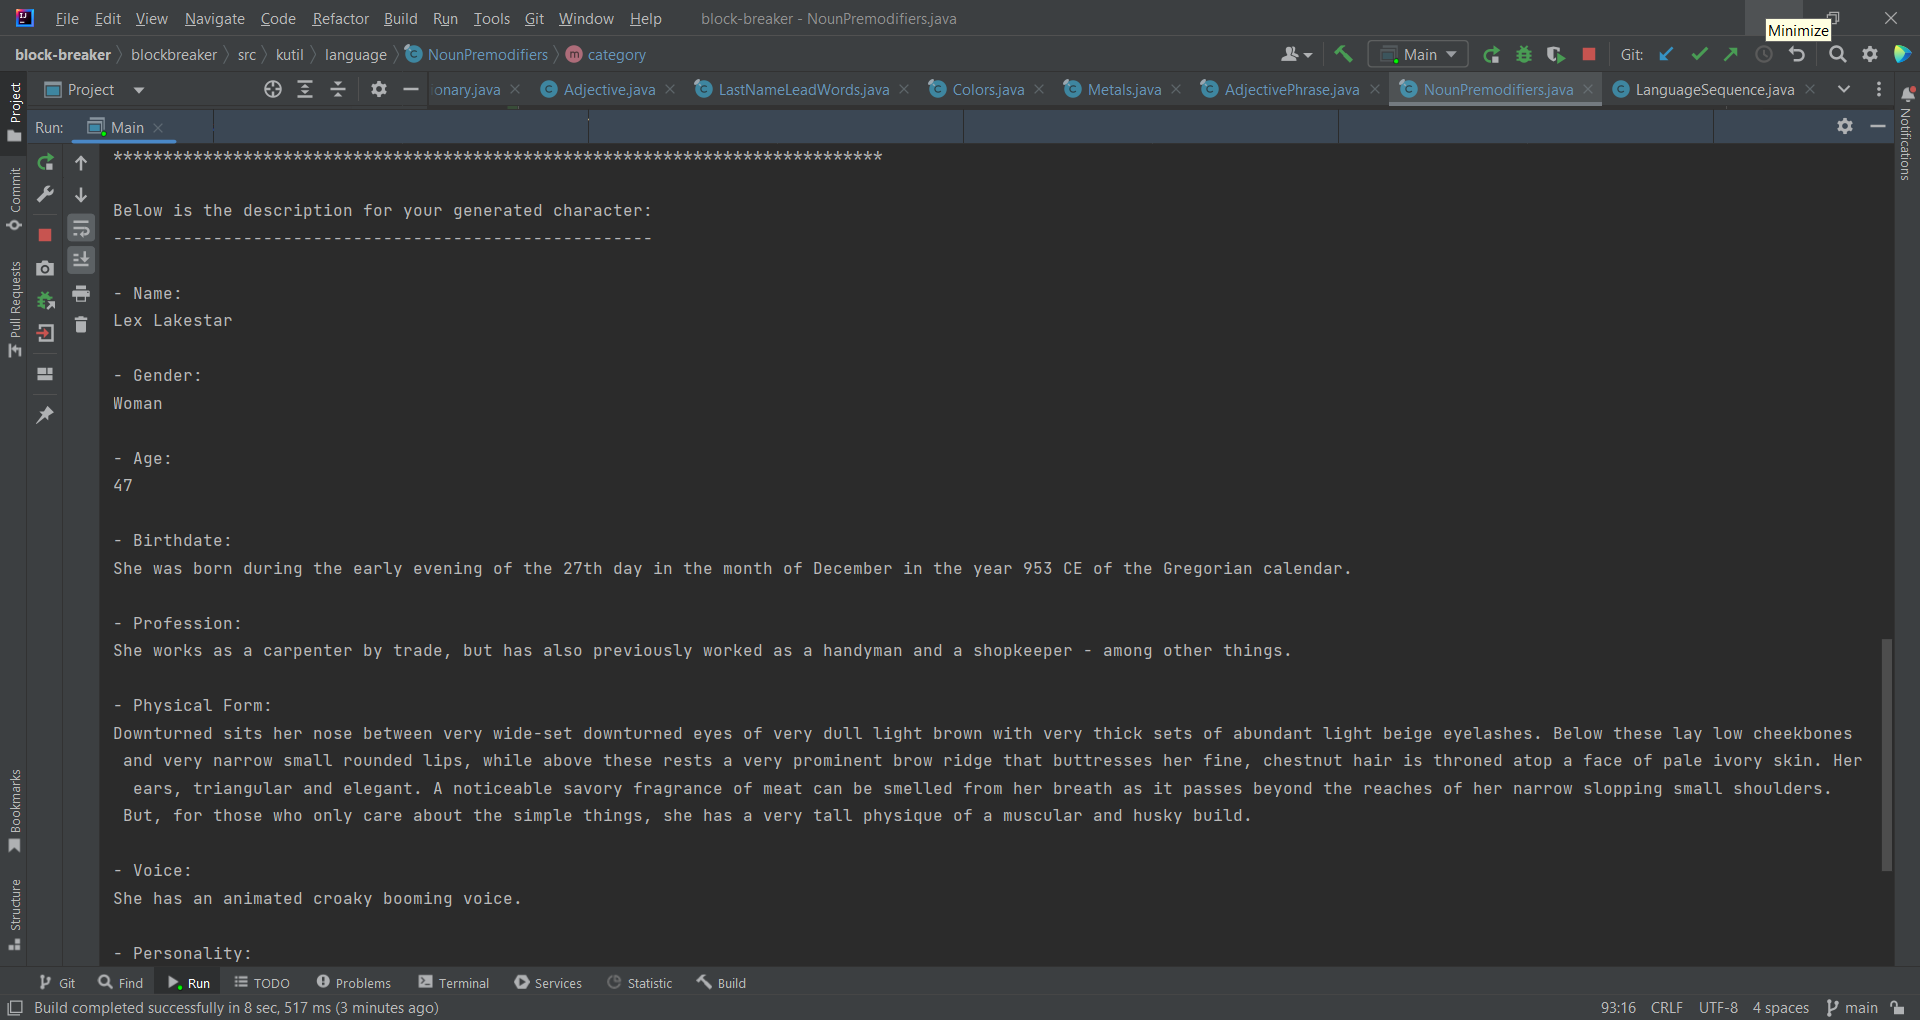 File Edit View Navigate Code Refactor Build Run Tools Git Window Help block-breaker - NounPremodifiers.java
Minimize
block-breaker blockbreaker src kutil language NounPremodifiers category Main Git:
Project onary.java Adjective.java LastNameLeadWords.java Colors.java Metals.java AdjectivePhrase.java NounPremodifiers.java LanguageSequence.java
Run: Main
Project
Commit
Pull Requests
Bookmarks
Structure
Notifications
*****************************************************************************
Below is the description for your generated character:
------------------------------------------------------
- Name:
Lex Lakestar
- Gender:
Woman
- Age:
47
- Birthdate:
She was born during the early evening of the 27th day in the month of December in the year 953 CE of the Gregorian calendar.
- Profession:
She works as a carpenter by trade, but has also previously worked as a handyman and a shopkeeper - among other things.
- Physical Form:
Downturned sits her nose between very wide-set downturned eyes of very dull light brown with very thick sets of abundant light beige eyelashes. Below these lay low cheekbones
and very narrow small rounded lips, while above these rests a very prominent brow ridge that buttresses her fine, chestnut hair is throned atop a face of pale ivory skin. Her
ears, triangular and elegant. A noticeable savory fragrance of meat can be smelled from her breath as it passes beyond the reaches of her narrow slopping small shoulders.
But, for those who only care about the simple things, she has a very tall physique of a muscular and husky build.
- Voice:
She has an animated croaky booming voice.
- Personality:
Git Find Run TODO Problems Terminal Services Statistic Build
Build completed successfully in 8 sec, 517 ms (3 minutes ago) 93:16 CRLF UTF-8 4 spaces main